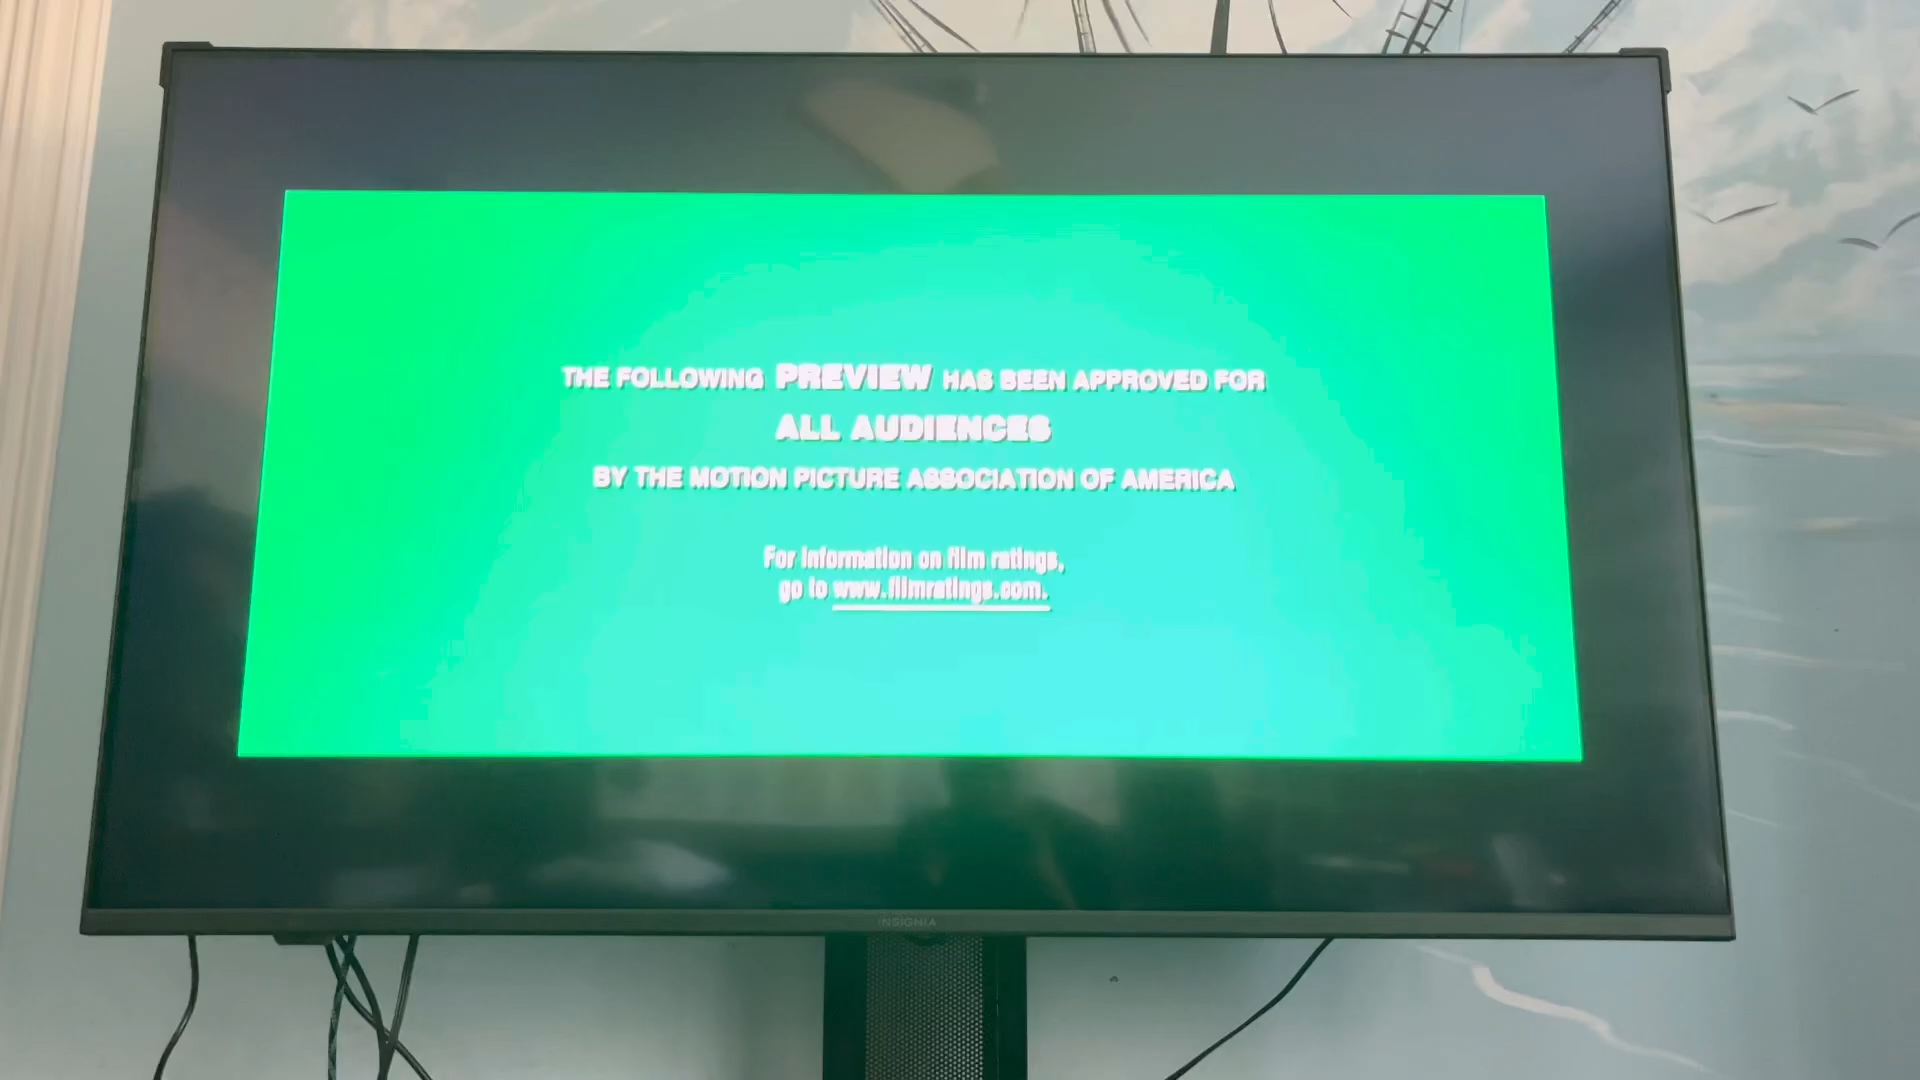 THE FOLLOWING PREVIEW HAS BEEN APPROVED FOR
ALL AUDIENCES
BY THE MOTION PICTURE ASSOCIATION OF AMERICA
For information on film ratings,
go to www.filmratings.com.
INSIGNIA